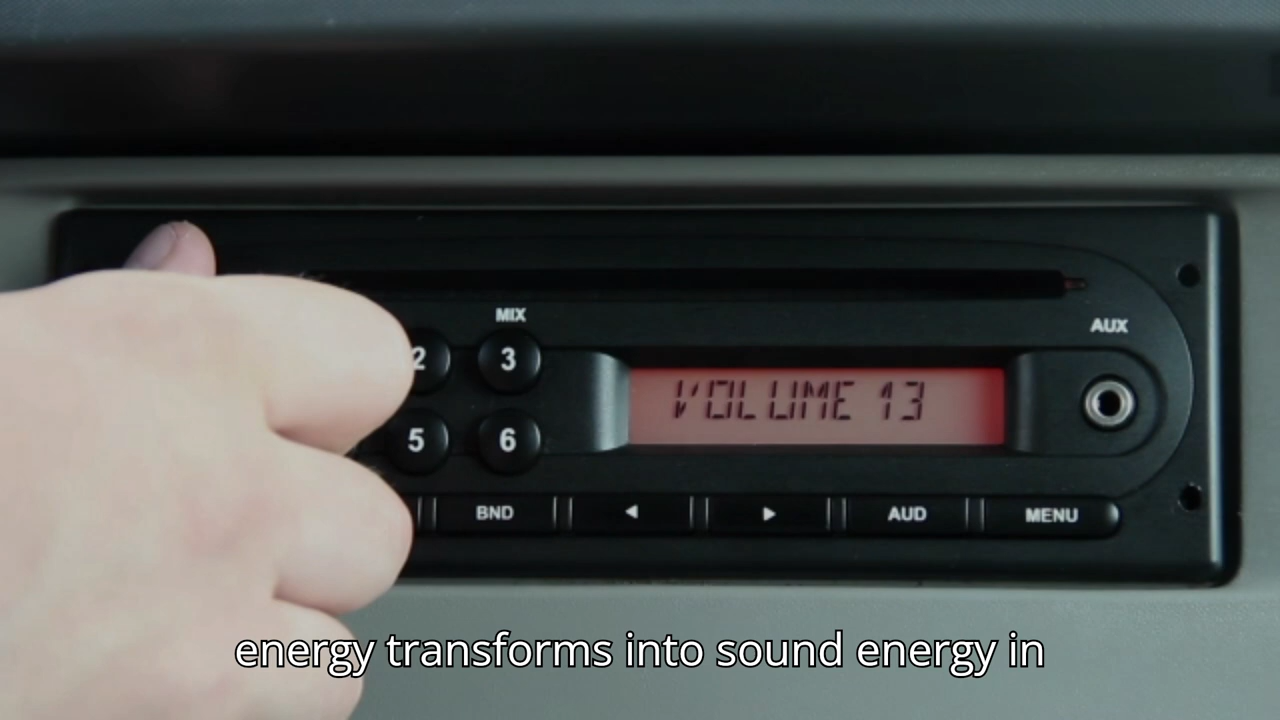 MIX
AUX
2 3
VOLUME 13
5 6
BND ◄ ► AUD MENU
energy transforms into sound energy in